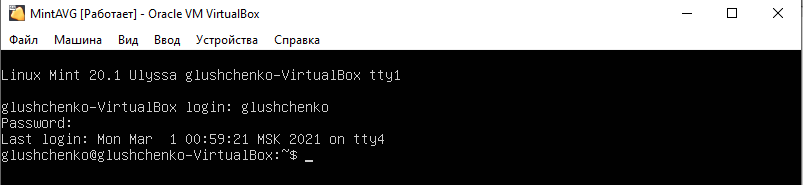 MintAVG [Работает] - Oracle VM VirtualBox
Файл Машина Вид Ввод Устройства Справка
Linux Mint 20.1 Ulyssa glushchenko-VirtualBox tty1
glushchenko-VirtualBox login: glushchenko
Password:
Last login: Mon Mar  1 00:59:21 MSK 2021 on tty4
glushchenko@glushchenko-VirtualBox:~$ _